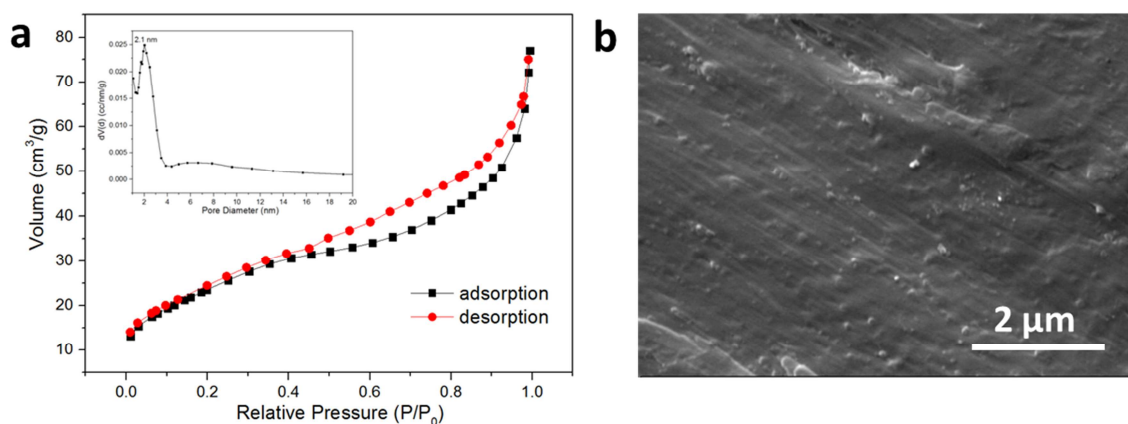 a
Volume (cm³/g)
80
70
60
50
40
30
20
10
0.0 0.2 0.4 0.6 0.8 1.0
Relative Pressure (P/P₀)
adsorption
desorption
dV(d) (cc/nm/g)
0.025
0.020
0.015
0.010
0.005
0.000
2.1 nm
2 4 6 8 10 12 14 16 18 20
Pore Diameter (nm)
b
2 μm